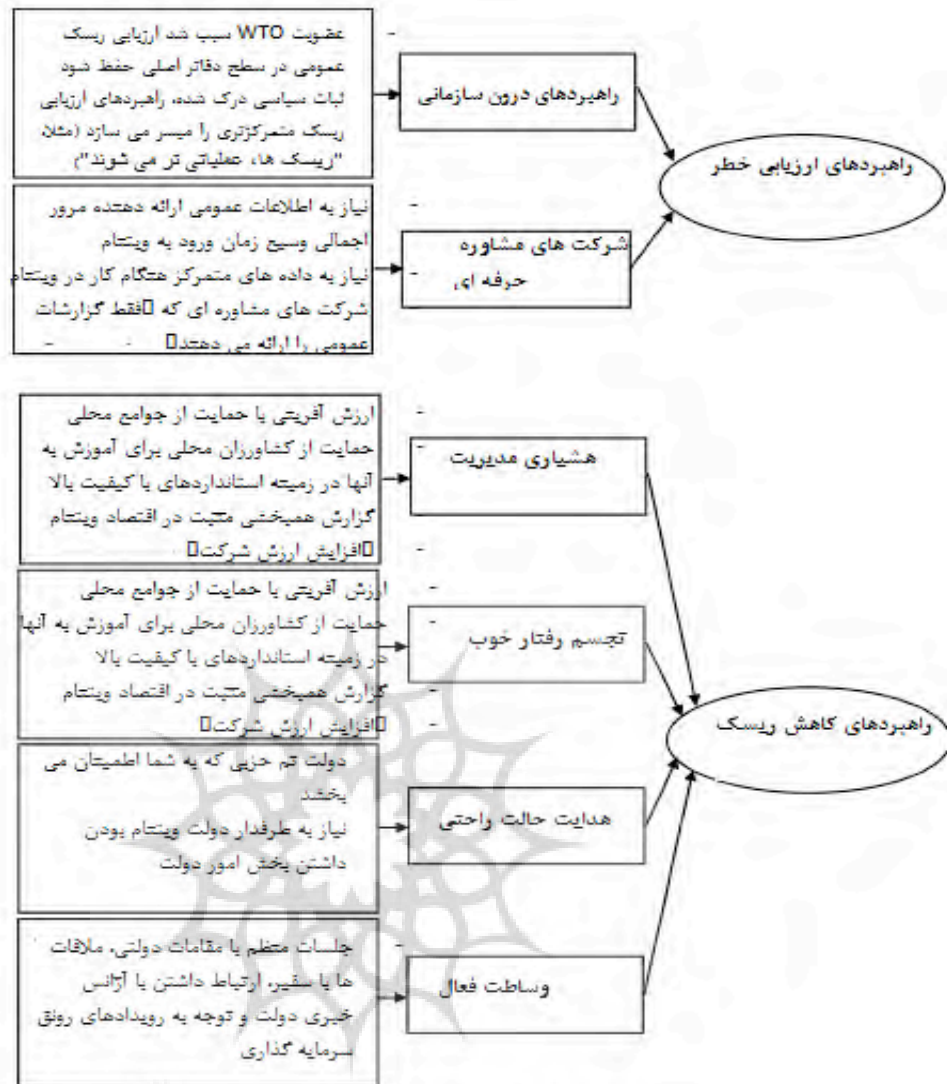 عضویت WTO سبب شد ارزیابی ریسک
عمومی در سطح دفاتر اصلی حفظ شود
ثبات سیاسی درک شده، راهبردهای ارزیابی
ریسک متمرکزتری را میسر می سازد (مثلا،
"ریسک ها، عملیاتی تر می شوند")
راهبردهای درون سازمانی
راهبردهای ارزیابی خطر
نیاز به اطلاعات عمومی ارائه دهنده مرور
اجمالی وسیع زمان ورود به ویتنام
نیاز به داده های متمرکز هنگام کار در ویتنام
شرکت های مشاوره ای که فقط گزارشات
عمومی را ارائه می دهند
شرکت های مشاوره
حرفه ای
ارزش آفرینی با حمایت از جوامع محلی
حمایت از کشاورزان محلی برای آموزش به
آنها در زمینه استانداردهای با کیفیت بالا
گزارش همبخشی مثبت در اقتصاد ویتنام
افزایش ارزش شرکت
هشیاری مدیریت
ارزش آفرینی با حمایت از جوامع محلی
حمایت از کشاورزان محلی برای آموزش به آنها
در زمینه استانداردهای با کیفیت بالا
گزارش همبخشی مثبت در اقتصاد ویتنام
افزایش ارزش شرکت
تجسم رفتار خوب
راهبردهای کاهش ریسک
دولت تم حزبی که به شما اطمینان می
بخشد
نیاز به طرفدار دولت ویتنام بودن
داشتن بخش امور دولت
هدایت حالت راحتی
جلسات منظم با مقامات دولتی، ملاقات
ها با سفیر، ارتباط داشتن با آژانس
خبری دولت و توجه به رویدادهای رونق
سرمایه گذاری
وساطت فعال